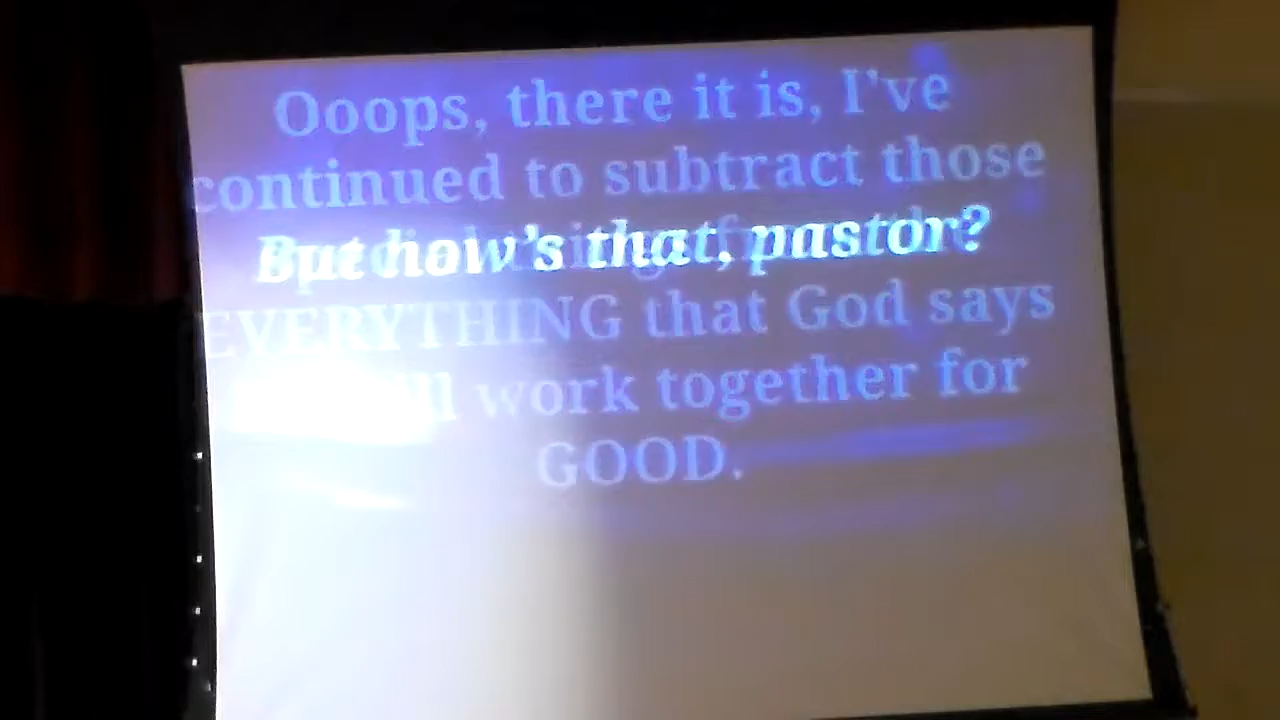 Ooops, there it is, I've
continued to subtract those
But how's that, pastor?
EVERYTHING that God says
work together for
GOOD.